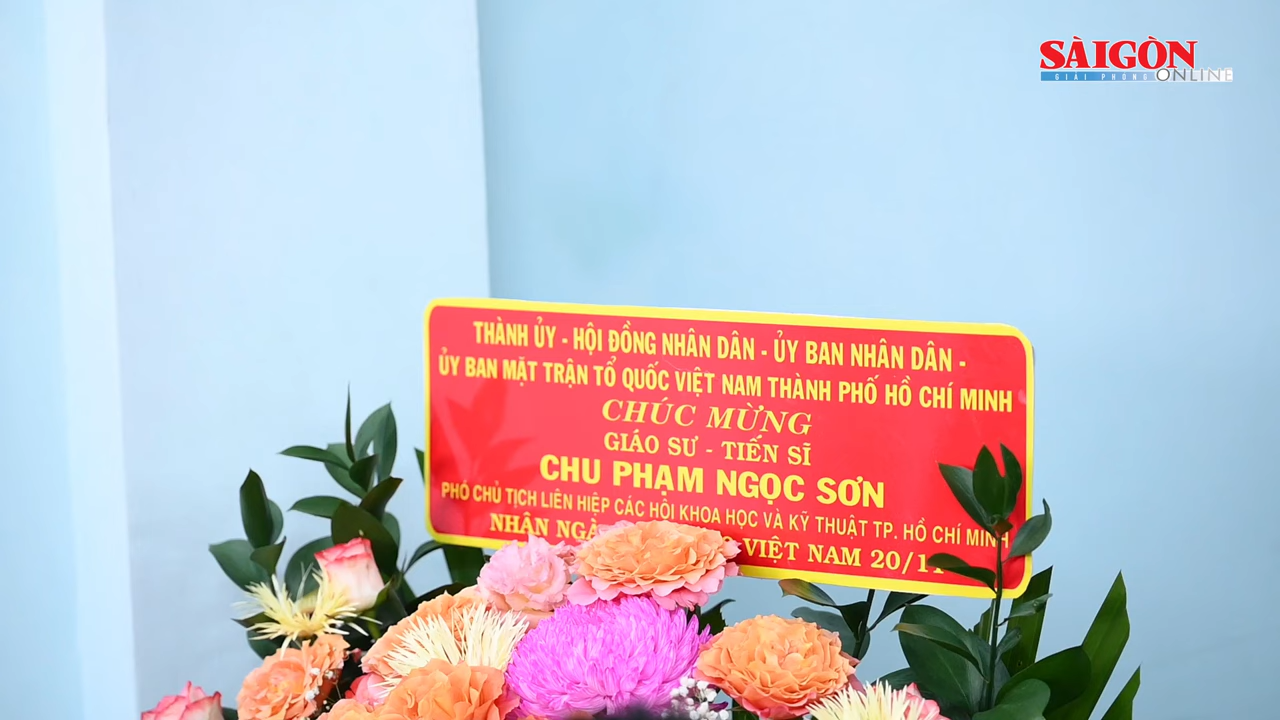 SÀIGÒN
GIẢI PHÓNG ONLINE
THÀNH ỦY - HỘI ĐỒNG NHÂN DÂN - ỦY BAN NHÂN DÂN -
ỦY BAN MẶT TRẬN TỔ QUỐC VIỆT NAM THÀNH PHỐ HỒ CHÍ MINH
CHÚC MỪNG
GIÁO SƯ - TIẾN SĨ
CHU PHẠM NGỌC SƠN
PHÓ CHỦ TỊCH LIÊN HIỆP CÁC HỘI KHOA HỌC VÀ KỸ THUẬT TP. HỒ CHÍ MINH
NHÂN VIỆT NAM 20/11